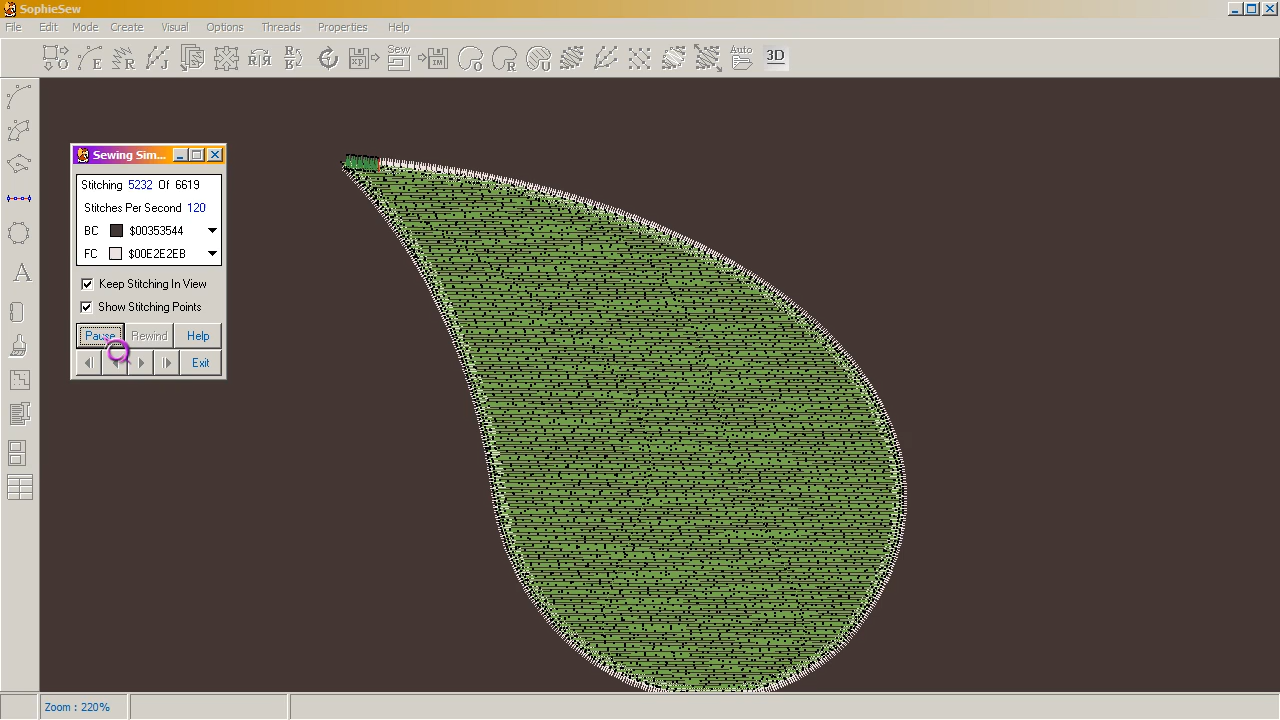 SophieSew
File Edit Mode Create Visual Options Threads Properties Help
O E R J R R R B xp Sew IM O R U Auto 3D
Sewing Sim...
Stitching 5232 Of 6619
Stitches Per Second 120
BC $00353544
FC $00E2E2EB
Keep Stitching In View
Show Stitching Points
Pause Rewind Help
Exit
A
Zoom : 220%